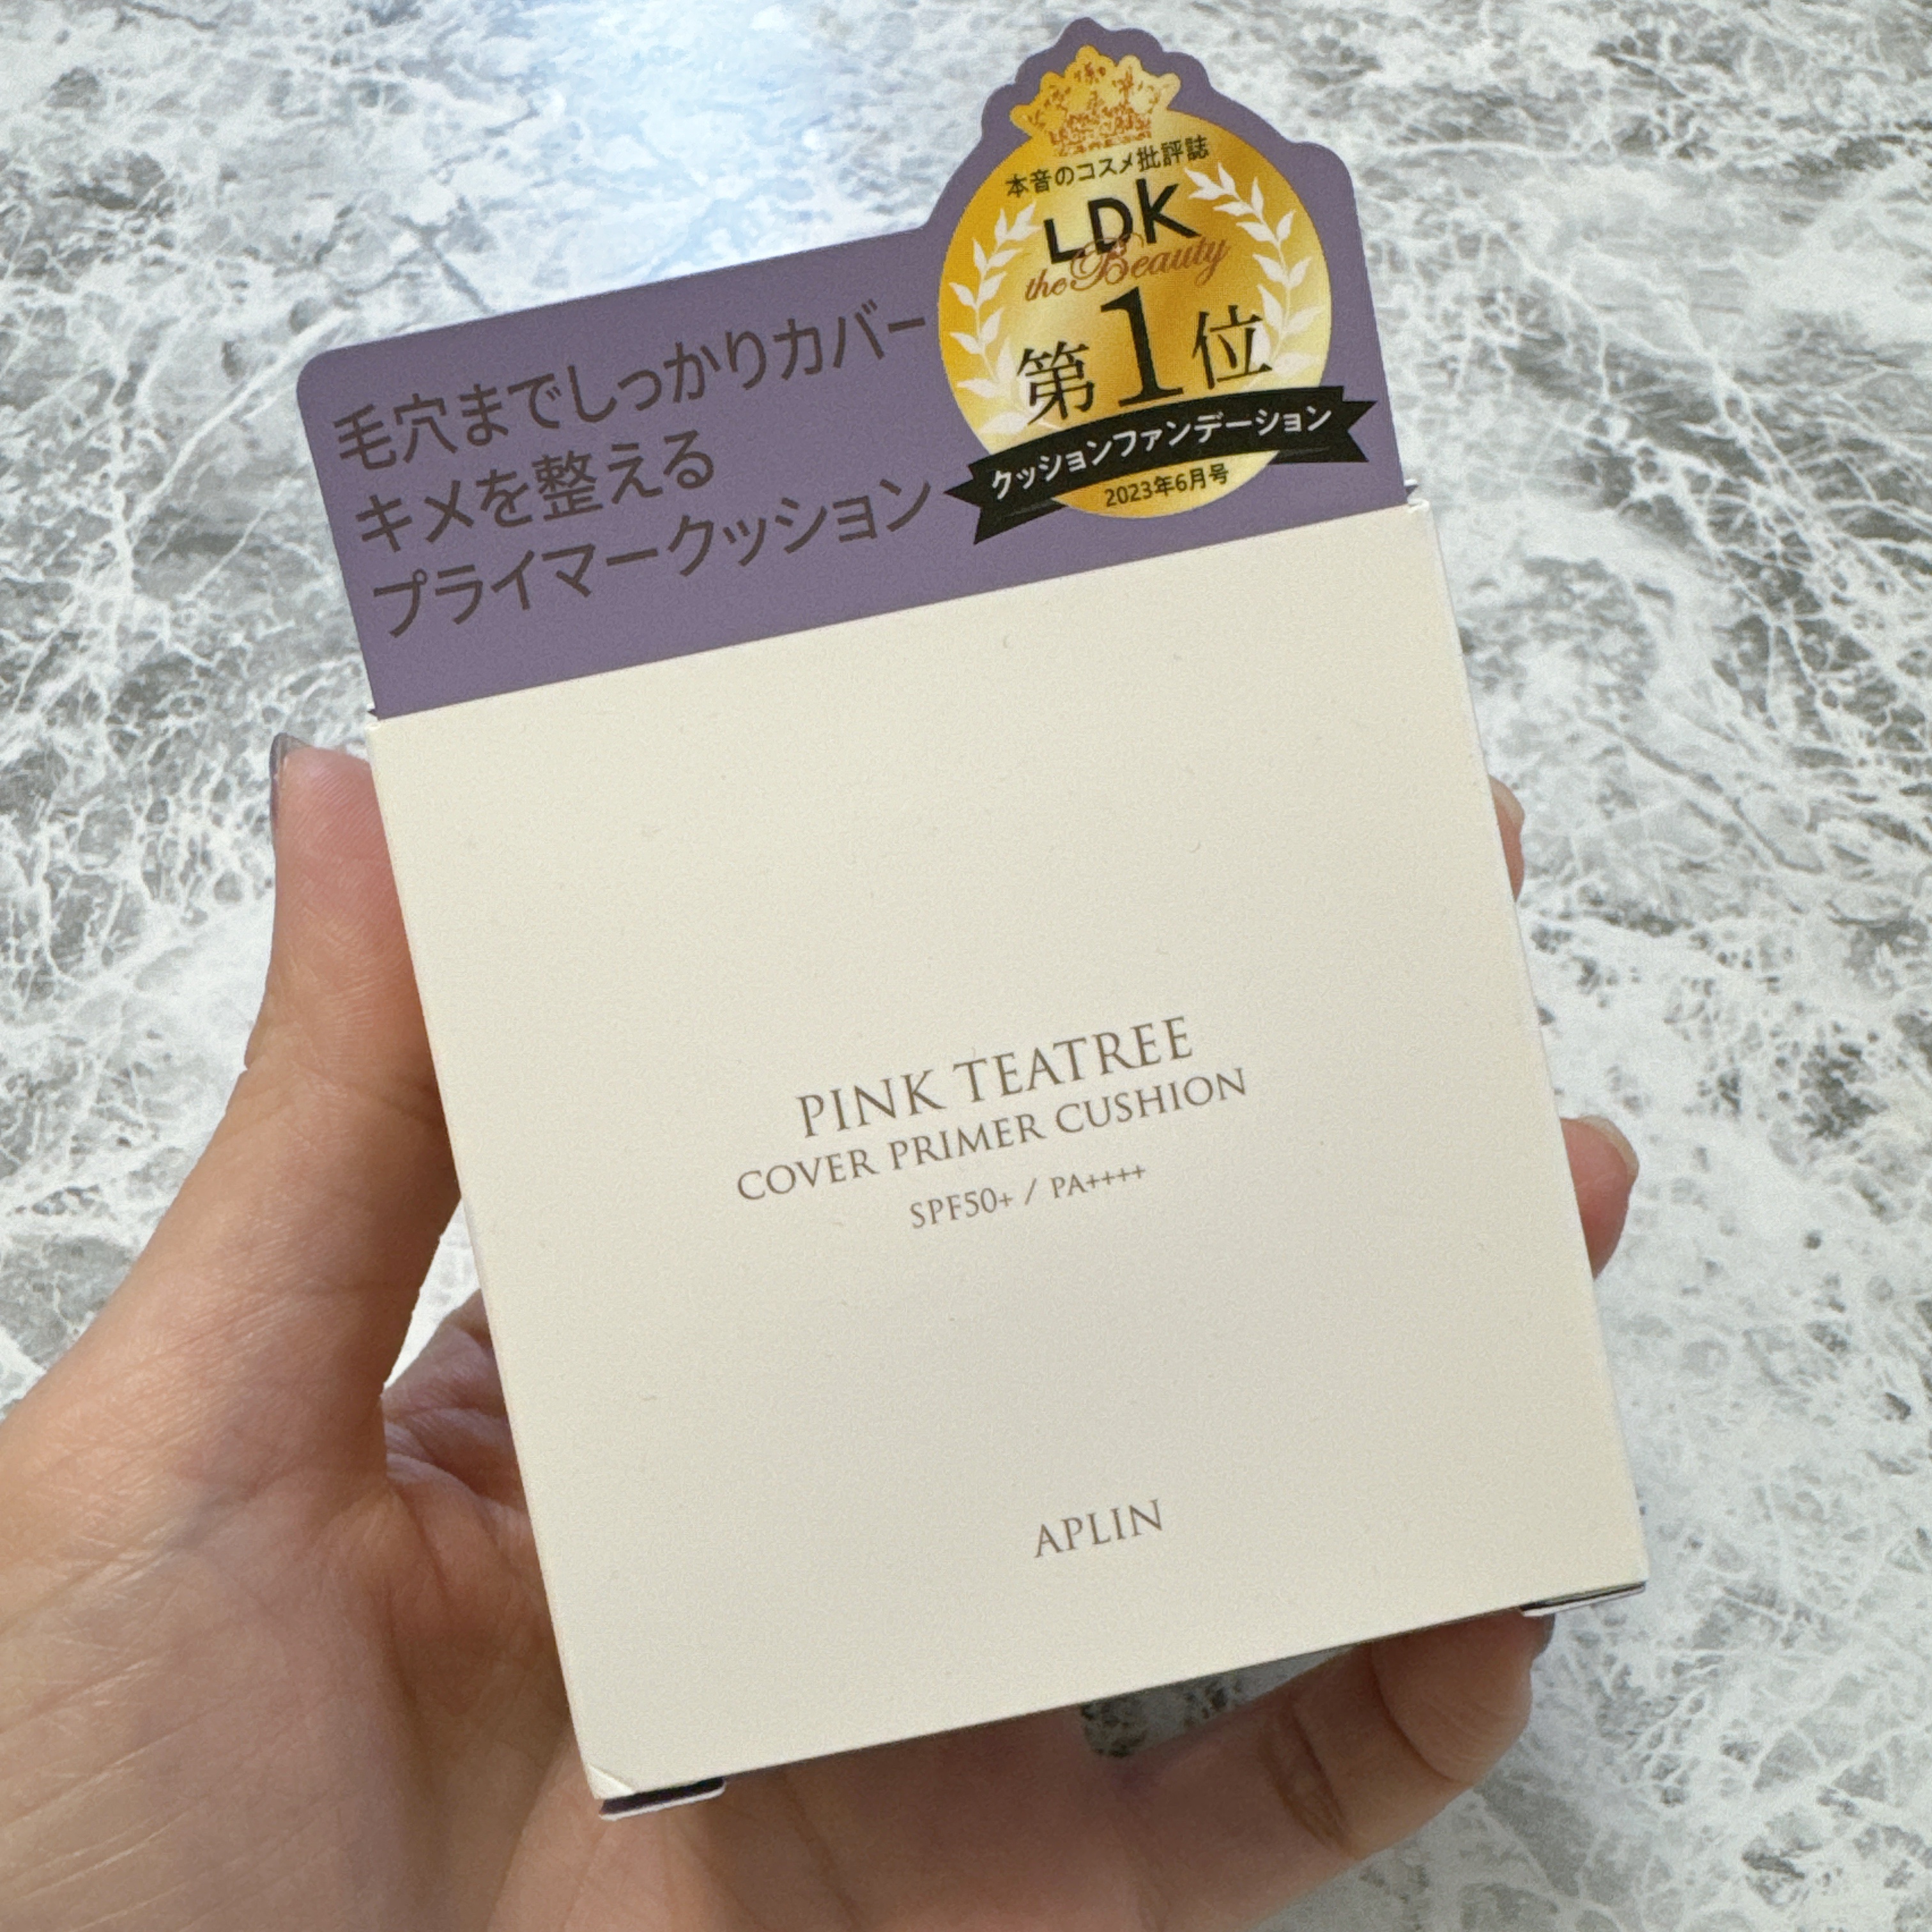 本音のコスメ批評誌
LDK
the Beauty
第1位
クッションファンデーション
2023年6月号
毛穴までしっかりカバー
キメを整える
プライマークッション
PINK TEATREE
COVER PRIMER CUSHION
SPF50+ / PA++++
APLIN